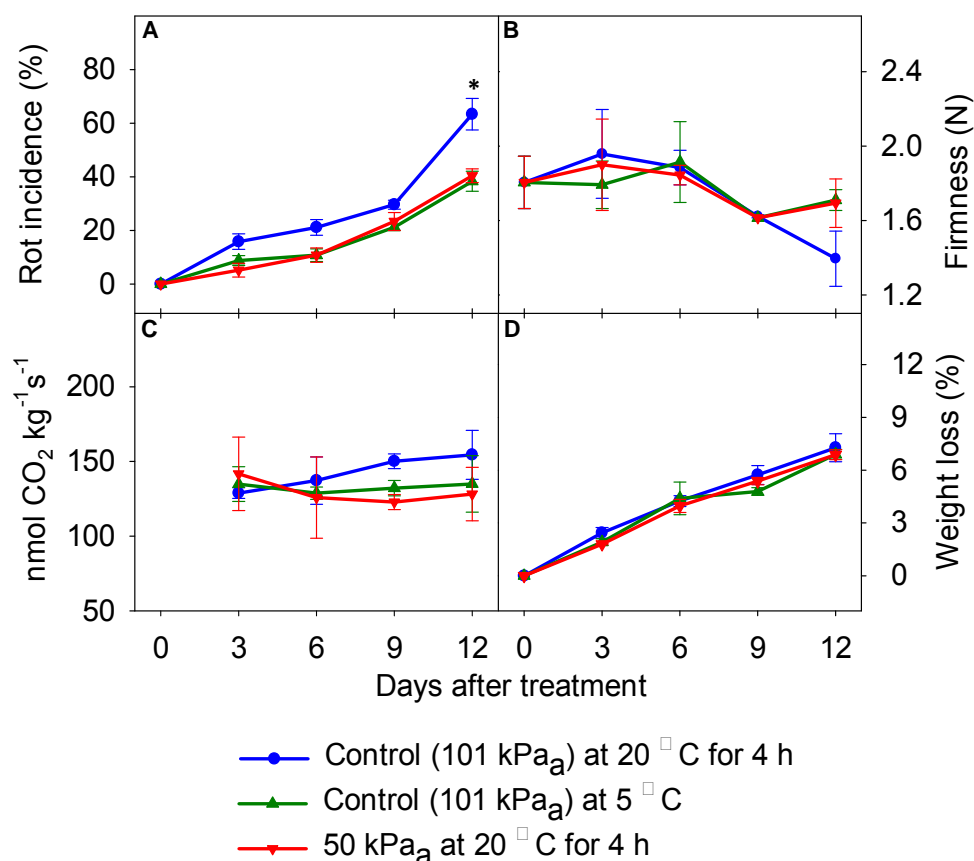 A
B
Rot incidence (%)
80
60
40
20
0
*
2.4
2.0
1.6
1.2
Firmness (N)
C
D
nmol CO₂ kg⁻¹s⁻¹
200
150
100
50
12
9
6
3
0
Weight loss (%)
0 3 6 9 12 0 3 6 9 12
Days after treatment
Control (101 kPaₐ) at 20 □C for 4 h
Control (101 kPaₐ) at 5 □C
50 kPaₐ at 20 □C for 4 h